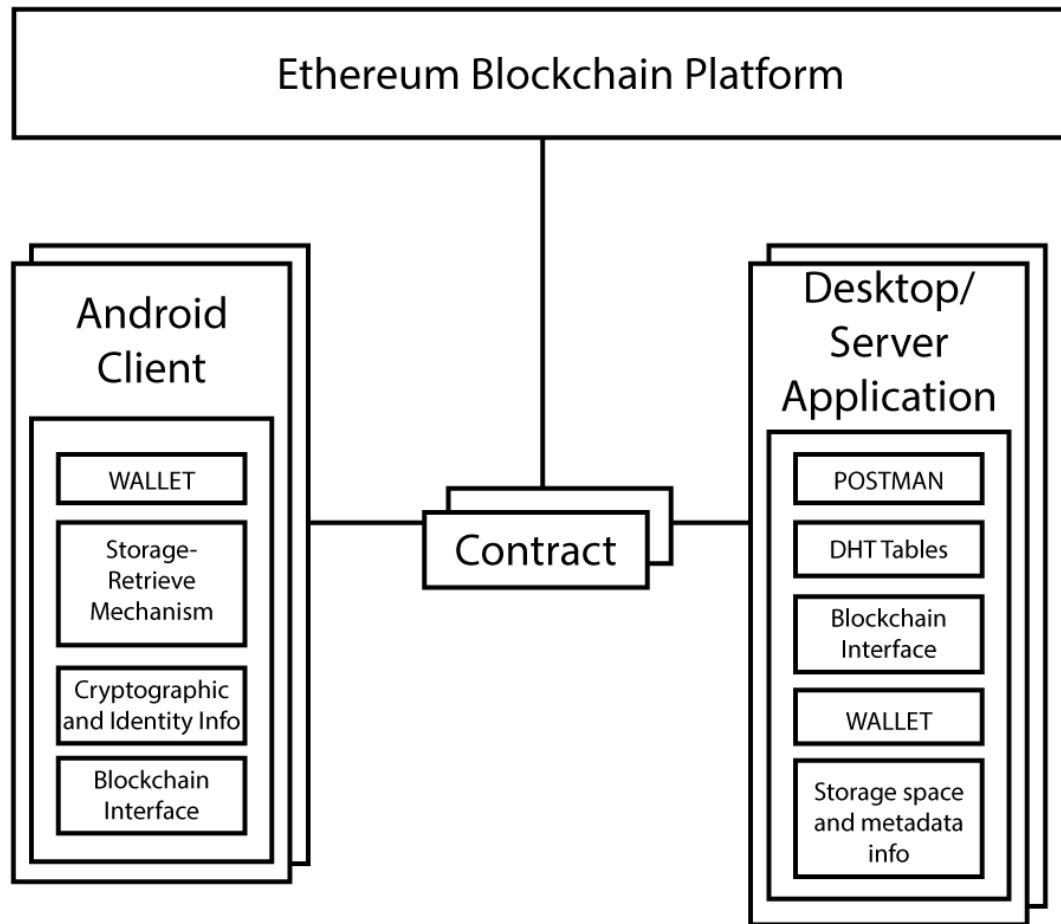 Ethereum Blockchain Platform
Android
Client
WALLET
Storage-
Retrieve
Mechanism
Cryptographic
and Identity Info
Blockchain
Interface
Contract
Desktop/
Server
Application
POSTMAN
DHT Tables
Blockchain
Interface
WALLET
Storage space
and metadata
info